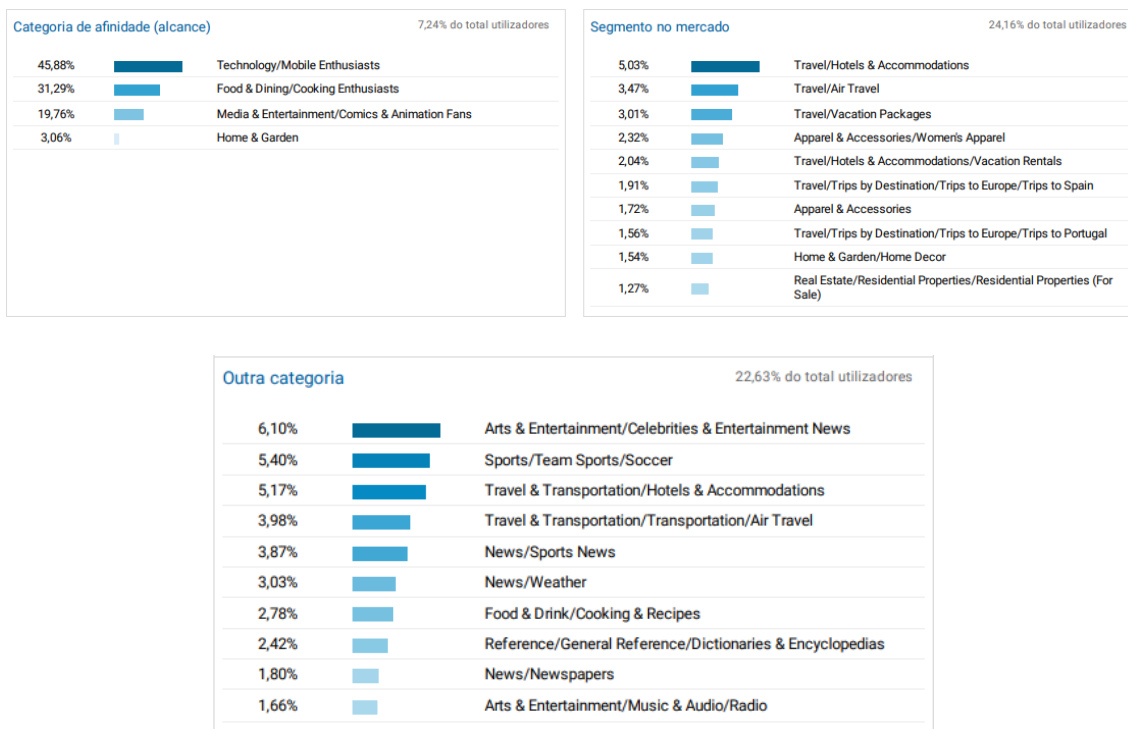 Categoria de afinidade (alcance) 7,24% do total utilizadores
45,88% Technology/Mobile Enthusiasts
31,29% Food & Dining/Cooking Enthusiasts
19,76% Media & Entertainment/Comics & Animation Fans
3,06% Home & Garden
Segmento no mercado 24,16% do total utilizadores
5,03% Travel/Hotels & Accommodations
3,47% Travel/Air Travel
3,01% Travel/Vacation Packages
2,32% Apparel & Accessories/Women's Apparel
2,04% Travel/Hotels & Accommodations/Vacation Rentals
1,91% Travel/Trips by Destination/Trips to Europe/Trips to Spain
1,72% Apparel & Accessories
1,56% Travel/Trips by Destination/Trips to Europe/Trips to Portugal
1,54% Home & Garden/Home Decor
1,27% Real Estate/Residential Properties/Residential Properties (For
Sale)
Outra categoria 22,63% do total utilizadores
6,10% Arts & Entertainment/Celebrities & Entertainment News
5,40% Sports/Team Sports/Soccer
5,17% Travel & Transportation/Hotels & Accommodations
3,98% Travel & Transportation/Transportation/Air Travel
3,87% News/Sports News
3,03% News/Weather
2,78% Food & Drink/Cooking & Recipes
2,42% Reference/General Reference/Dictionaries & Encyclopedias
1,80% News/Newspapers
1,66% Arts & Entertainment/Music & Audio/Radio